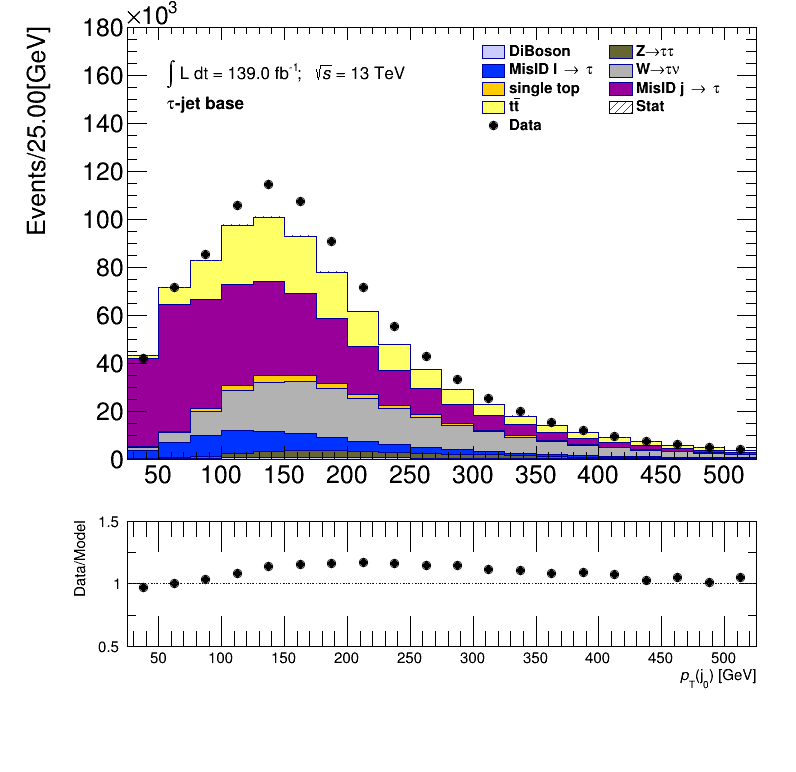 ×10³
Events/25.00[GeV]
180
160
140
120
100
80
60
40
20
0
∫ L dt = 139.0 fb⁻¹; √s = 13 TeV
τ-jet base
DiBoson
MisID l → τ
single top
tt̄
Data
Z→ττ
W→τν
MisID j → τ
Stat
50 100 150 200 250 300 350 400 450 500
Data/Model
1.5
1
0.5
50 100 150 200 250 300 350 400 450 500
p_T(j_0) [GeV]